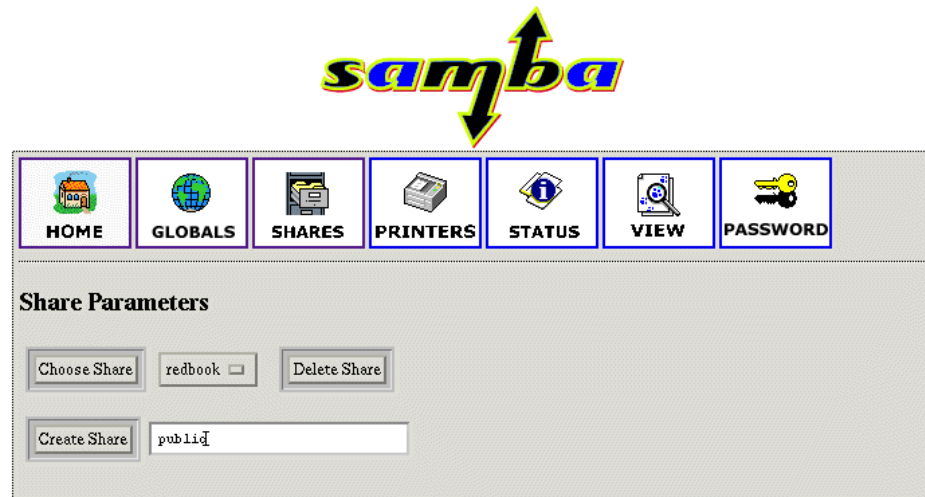 samba
HOME GLOBALS SHARES PRINTERS STATUS VIEW PASSWORD
Share Parameters
Choose Share redbook Delete Share
Create Share public